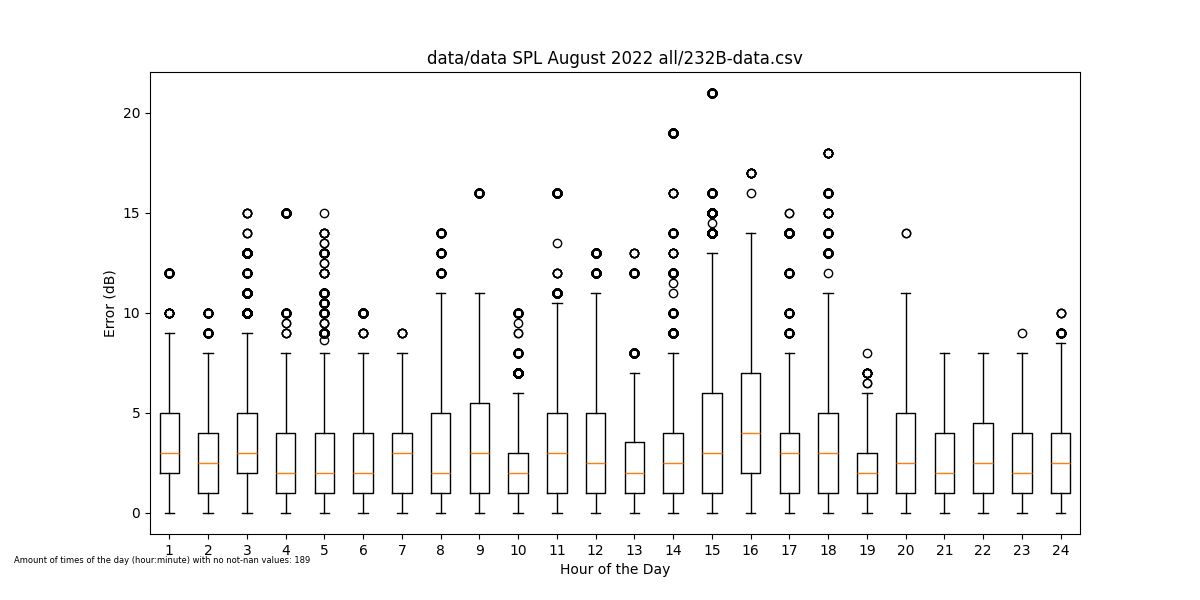 data/data SPL August 2022 all/232B-data.csv
20
15
10
5
0
Error (dB)
1 2 3 4 5 6 7 8 9 10 11 12 13 14 15 16 17 18 19 20 21 22 23 24
Amount of times of the day (hour:minute) with no not-nan values: 189
Hour of the Day